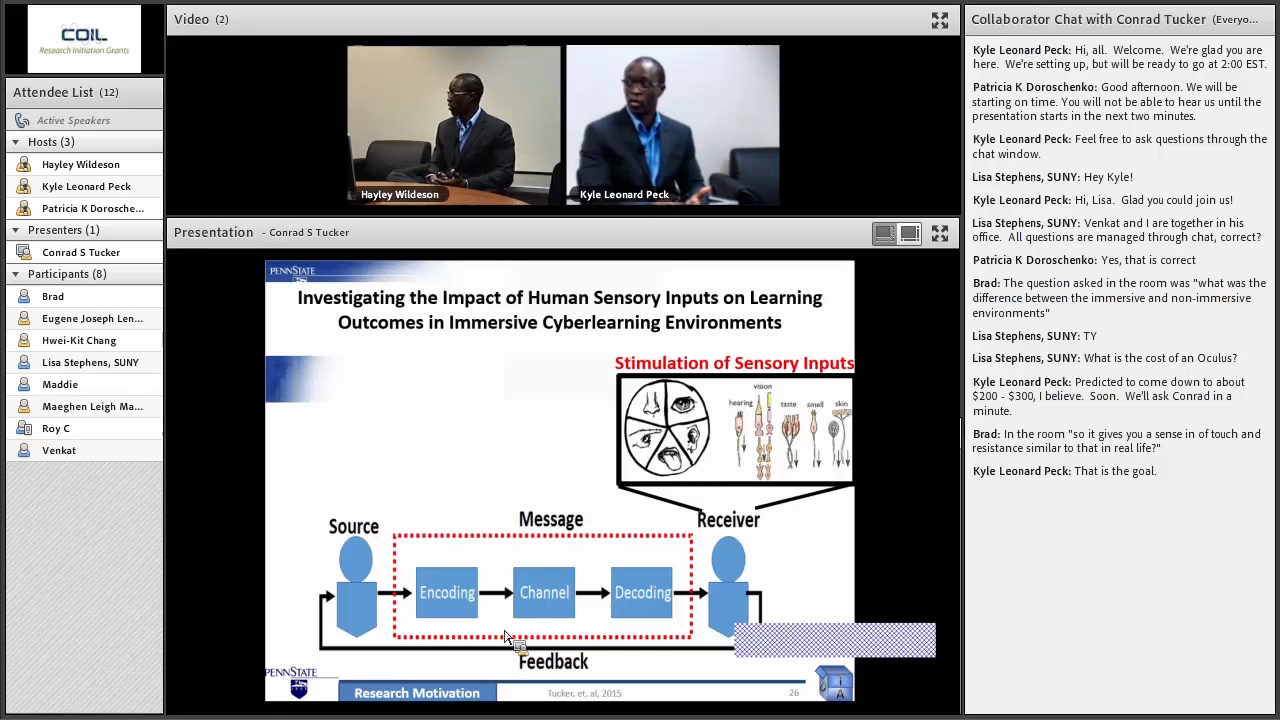 COIL
Research Initiation Grants
Attendee List (12)
Active Speakers
Hosts (3)
Hayley Wildeson
Kyle Leonard Peck
Patricia K Dorosche...
Presenters (1)
Conrad S Tucker
Participants (8)
Brad
Eugene Joseph Len...
Hwei-Kit Chang
Lisa Stephens, SUNY
Maddie
Maeghen Leigh Ma...
Roy C
Venkat
Video (2)
Hayley Wildeson
Kyle Leonard Peck
Presentation - Conrad S Tucker
PENNSTATE
Investigating the Impact of Human Sensory Inputs on Learning
Outcomes in Immersive Cyberlearning Environments
Stimulation of Sensory Inputs
vision
hearing
taste
smell
skin
Source
Message
Receiver
Encoding
Channel
Decoding
Feedback
PENNSTATE
Research Motivation
Tucker, et. al, 2015
26
i
A
Collaborator Chat with Conrad Tucker (Everyo...
Kyle Leonard Peck: Hi, all. Welcome. We're glad you are
here. We're setting up, but will be ready to go at 2:00 EST.
Patricia K Doroschenko: Good afternoon. We will be
starting on time. You will not be able to hear us until the
presentation starts in the next two minutes.
Kyle Leonard Peck: Feel free to ask questions through the
chat window.
Lisa Stephens, SUNY: Hey Kyle!
Kyle Leonard Peck: Hi, Lisa. Glad you could join us!
Lisa Stephens, SUNY: Venkat and I are together in his
office. All questions are managed through chat, correct?
Patricia K Doroschenko: Yes, that is correct
Brad: The question asked in the room was "what was the
difference between the immersive and non-immersive
environments"
Lisa Stephens, SUNY: TY
Lisa Stephens, SUNY: What is the cost of an Oculus?
Kyle Leonard Peck: Predicted to come down to about
$200 - $300, I believe. Soon. We'll ask Conrad in a
minute.
Brad: In the room "so it gives you a sense in of touch and
resistance similar to that in real life?"
Kyle Leonard Peck: That is the goal.